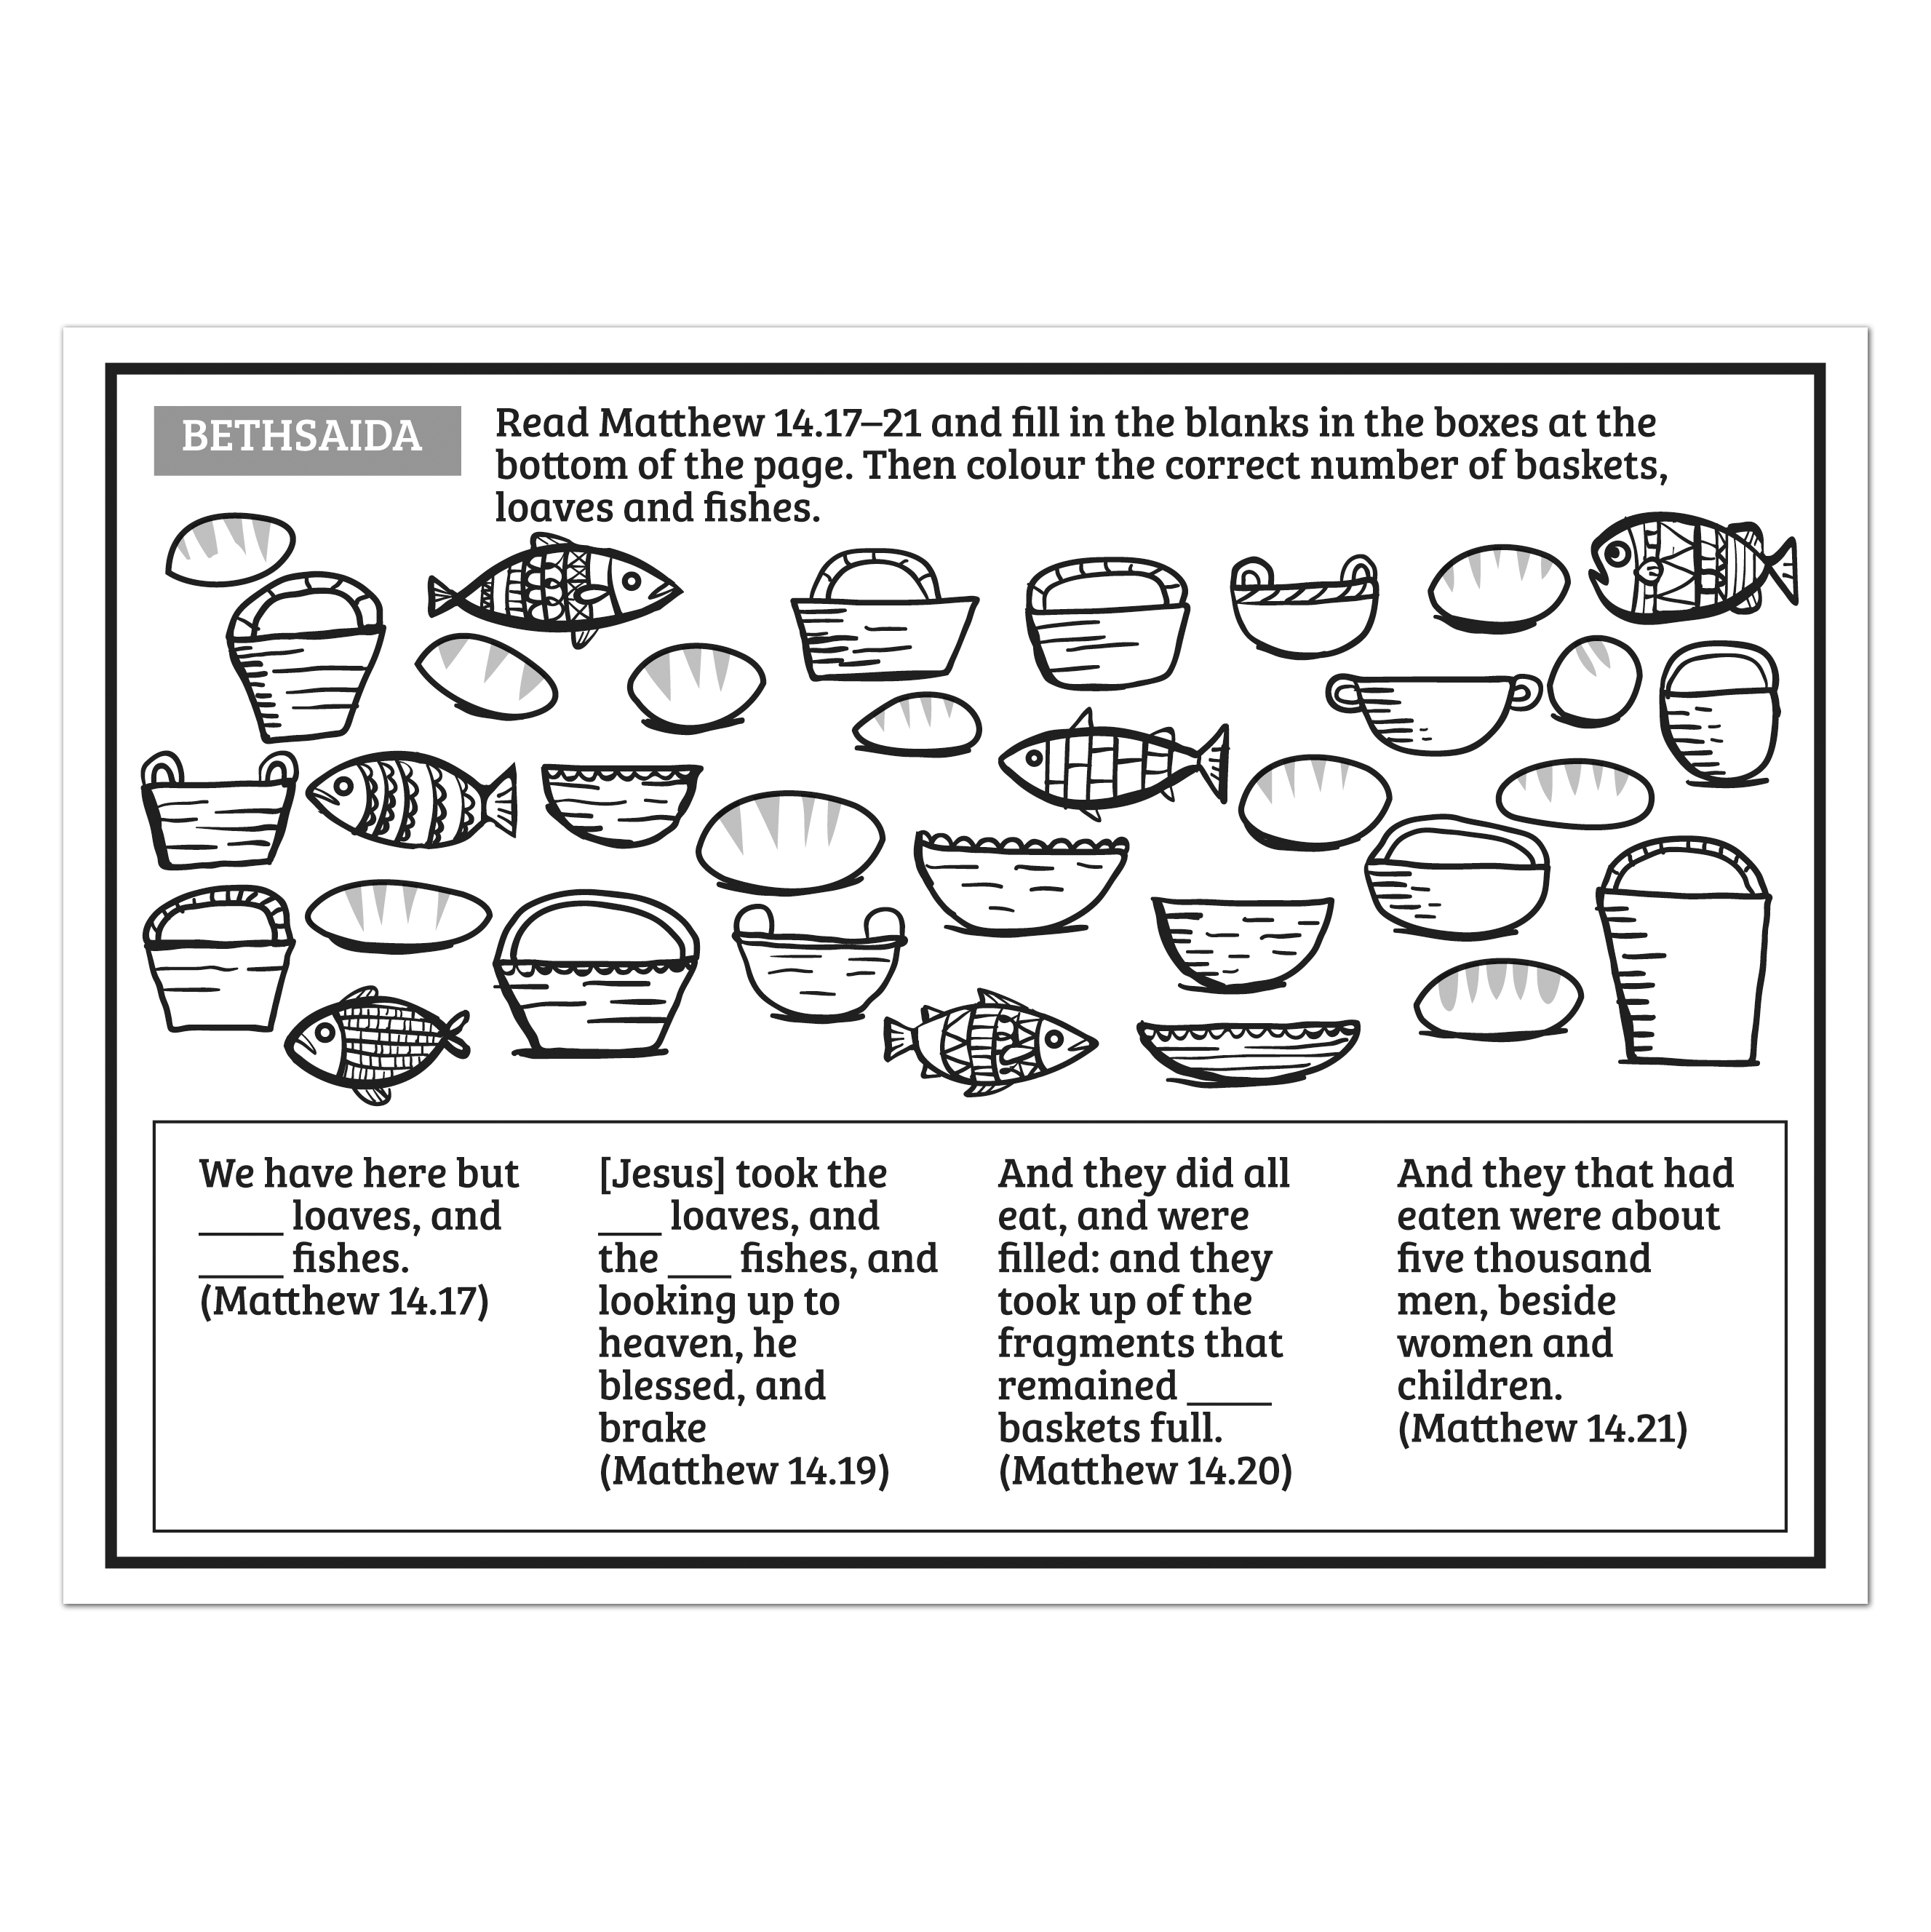 BETHSAIDA
Read Matthew 14.17–21 and fill in the blanks in the boxes at the
bottom of the page. Then colour the correct number of baskets,
loaves and fishes.
We have here but
____ loaves, and
____ fishes.
(Matthew 14.17)
[Jesus] took the
___ loaves, and
the ___ fishes, and
looking up to
heaven, he
blessed, and
brake
(Matthew 14.19)
And they did all
eat, and were
filled: and they
took up of the
fragments that
remained ____
baskets full.
(Matthew 14.20)
And they that had
eaten were about
five thousand
men, beside
women and
children.
(Matthew 14.21)